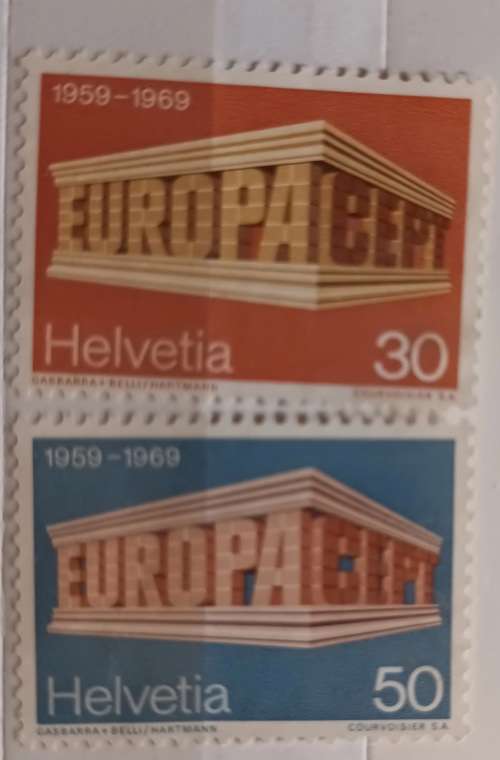 1959-1969
EUROPA CEPT
Helvetia 30
GASBARRA+BELLI/HARTMANN COURVOISIER S.A.
1959-1969
EUROPA CEPT
Helvetia 50
GASBARRA+BELLI/HARTMANN COURVOISIER S.A.